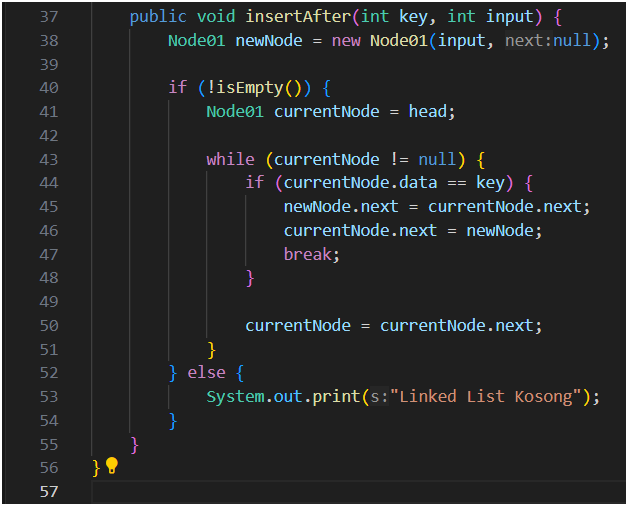 37 public void insertAfter(int key, int input) {
38 Node01 newNode = new Node01(input, next:null);
39
40 if (!isEmpty()) {
41 Node01 currentNode = head;
42
43 while (currentNode != null) {
44 if (currentNode.data == key) {
45 newNode.next = currentNode.next;
46 currentNode.next = newNode;
47 break;
48 }
49
50 currentNode = currentNode.next;
51 }
52 } else {
53 System.out.print(s:"Linked List Kosong");
54 }
55 }
56 }
57